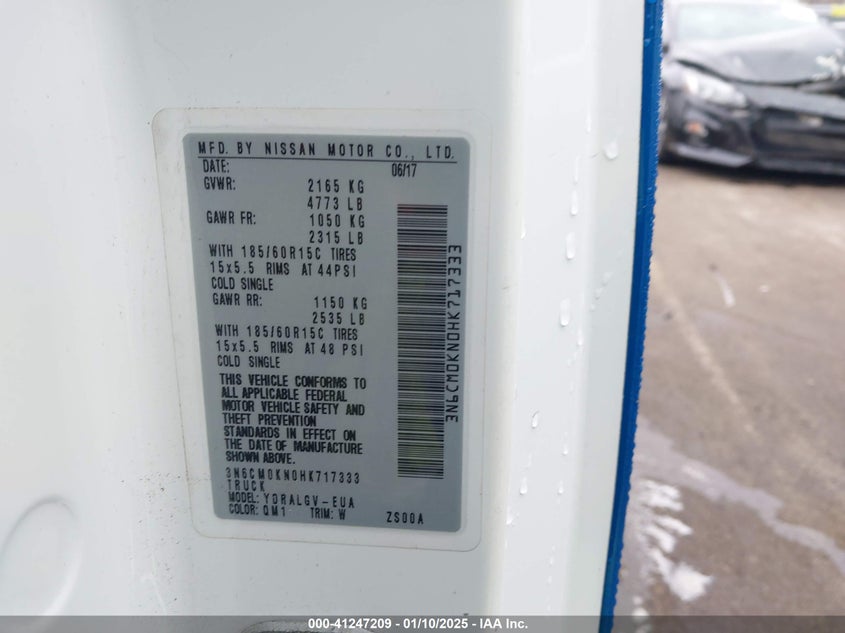 MFD. BY NISSAN MOTOR CO., LTD.
DATE: 06/17
GVWR: 2165 KG
4773 LB
GAWR FR: 1050 KG
2315 LB
WITH 185/60R15C TIRES
15x5.5 RIMS AT 44PSI
COLD SINGLE
GAWR RR: 1150 KG
2535 LB
WITH 185/60R15C TIRES
15x5.5 RIMS AT 48 PSI
COLD SINGLE
THIS VEHICLE CONFORMS TO
ALL APPLICABLE FEDERAL
MOTOR VEHICLE SAFETY AND
THEFT PREVENTION
STANDARDS IN EFFECT ON
THE DATE OF MANUFACTURE
SHOWN ABOVE.
3N6CM0KN0HK717333
TRUCK
MODEL: YDRALGV-EUA
COLOR: QM1 TRIM: W ZS00A
3N6CM0KN0HK717333
000-41247209 - 01/10/2025 - IAA Inc.